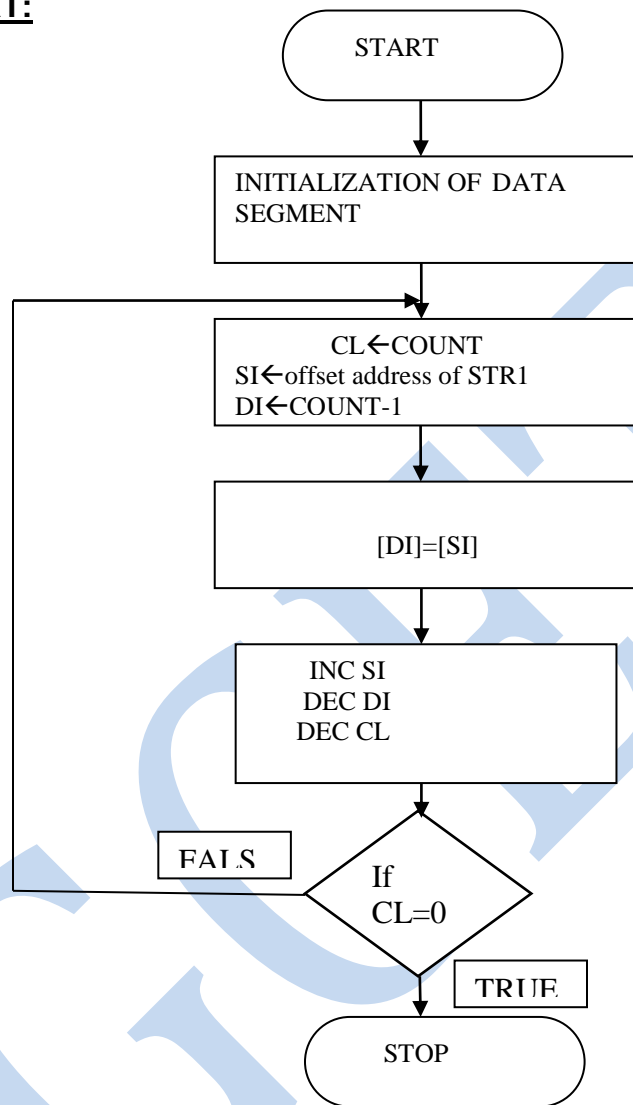 START
INITIALIZATION OF DATA
SEGMENT
CL←COUNT
SI←offset address of STR1
DI←COUNT-1
[DI]=[SI]
INC SI
DEC DI
DEC CL
FALS
If
CL=0
TRUE
STOP